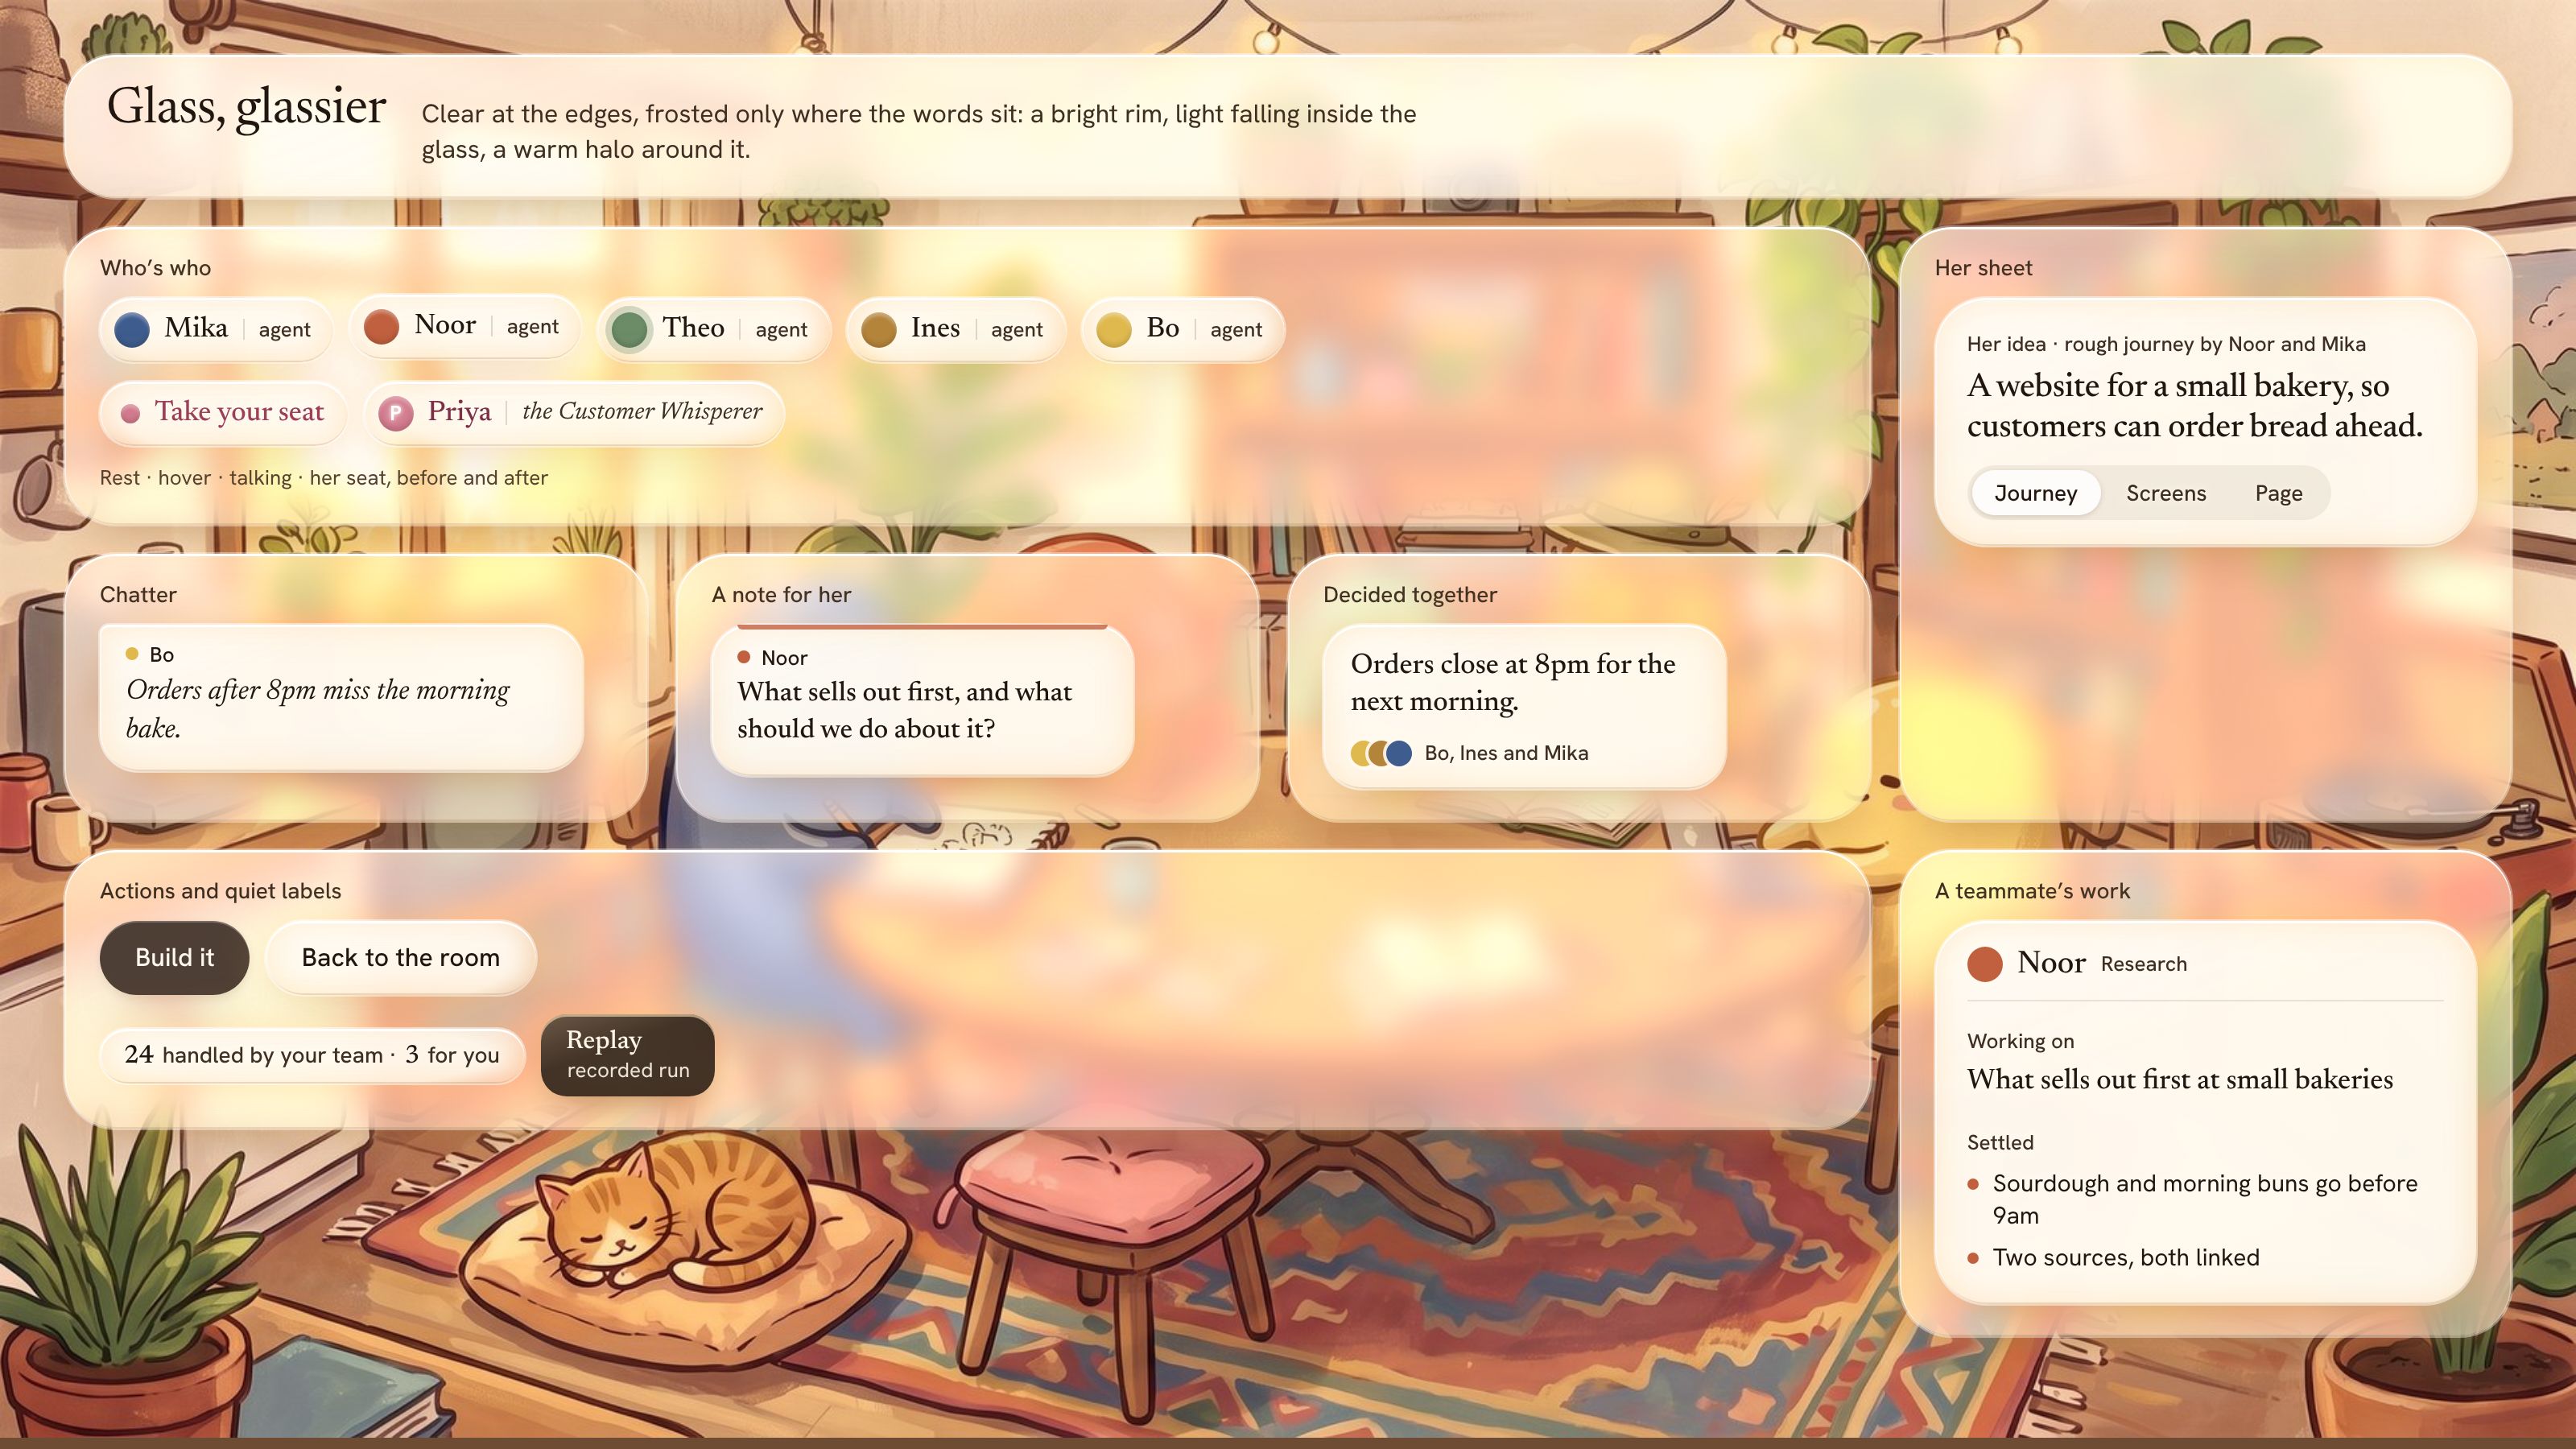 Glass, glassier
Clear at the edges, frosted only where the words sit: a bright rim, light falling inside the
glass, a warm halo around it.
Who’s who
Mika | agent
Noor | agent
Theo | agent
Ines | agent
Bo | agent
Take your seat
P Priya | the Customer Whisperer
Rest · hover · talking · her seat, before and after
Her sheet
Her idea · rough journey by Noor and Mika
A website for a small bakery, so
customers can order bread ahead.
Journey
Screens
Page
Chatter
Bo
Orders after 8pm miss the morning
bake.
A note for her
Noor
What sells out first, and what
should we do about it?
Decided together
Orders close at 8pm for the
next morning.
Bo, Ines and Mika
Actions and quiet labels
Build it
Back to the room
24 handled by your team · 3 for you
Replay
recorded run
A teammate’s work
Noor Research
Working on
What sells out first at small bakeries
Settled
Sourdough and morning buns go before
9am
Two sources, both linked